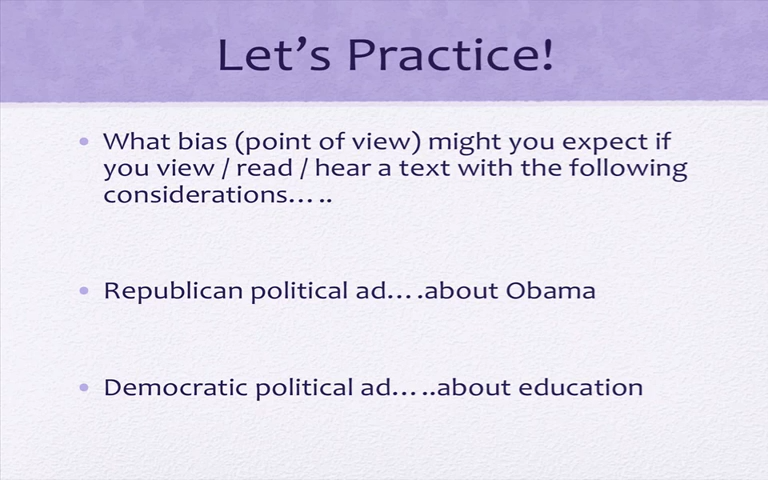 Let's Practice!
• What bias (point of view) might you expect if
you view / read / hear a text with the following
considerations…..
• Republican political ad….about Obama
• Democratic political ad…..about education